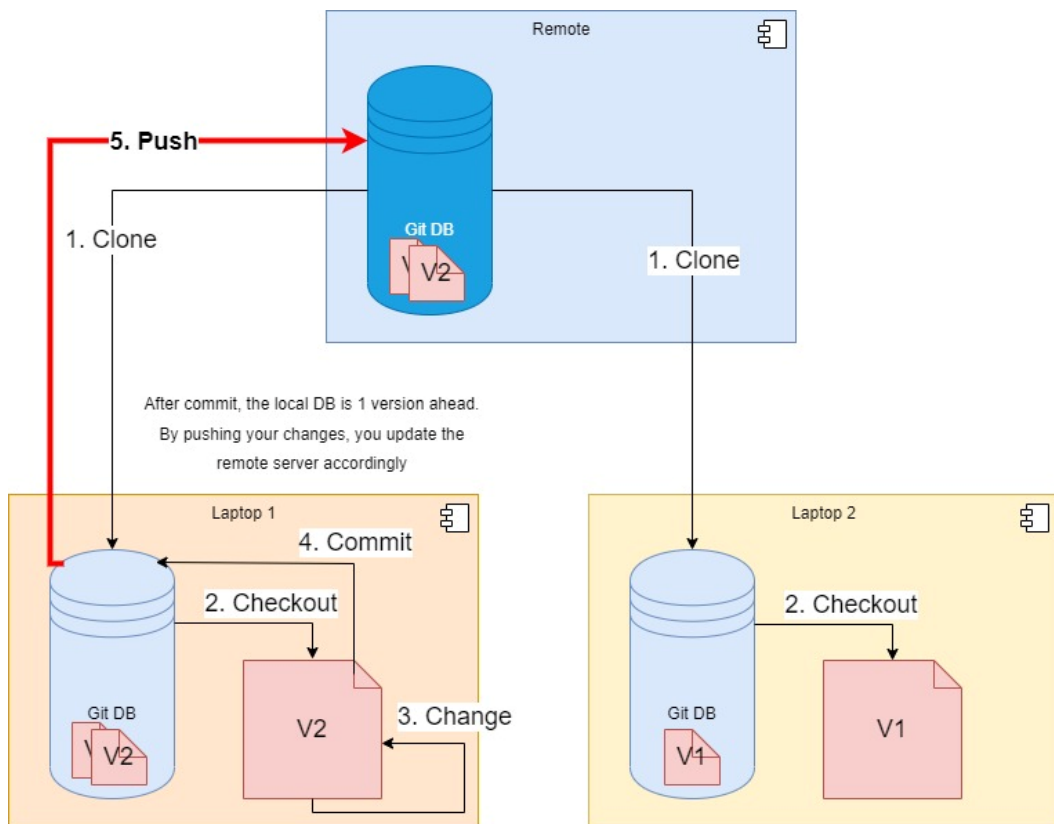 Remote
5. Push
1. Clone
Git DB
V2
1. Clone
After commit, the local DB is 1 version ahead.
By pushing your changes, you update the
remote server accordingly
Laptop 1
4. Commit
2. Checkout
V2
3. Change
Git DB
V2
Laptop 2
2. Checkout
V1
Git DB
V1